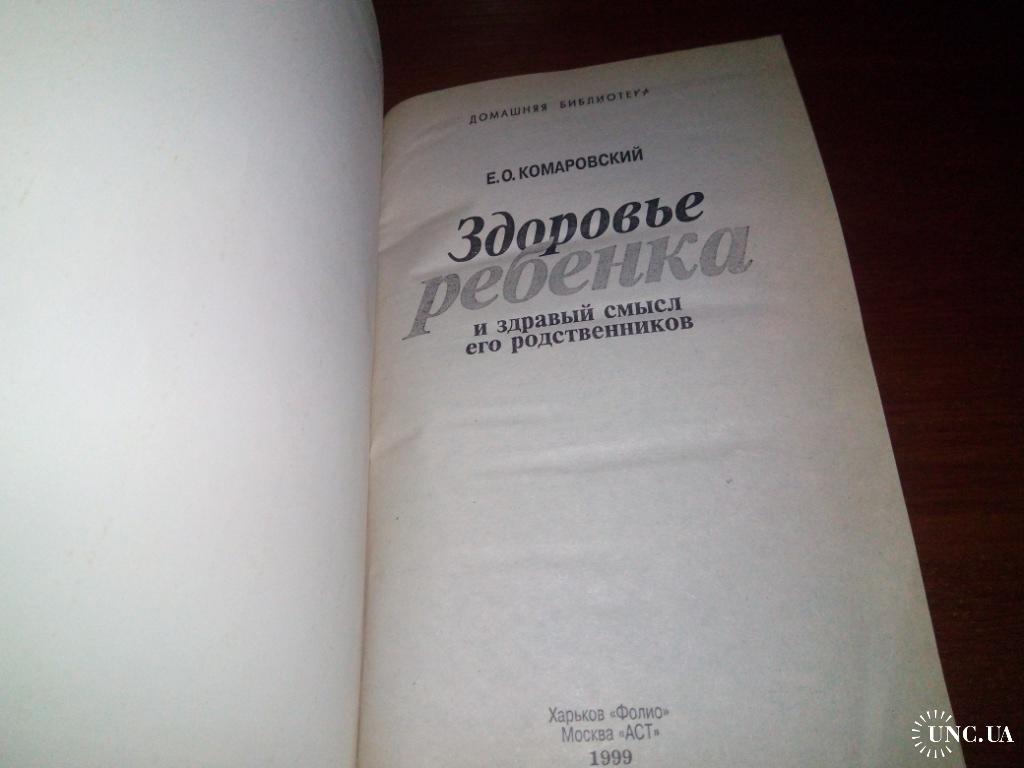 ДОМАШНЯЯ БИБЛИОТЕКА
Е. О. КОМАРОВСКИЙ
Здоровье
ребенка
и здравый смысл
его родственников
Харьков «Фолио»
Москва «АСТ»
1999
UNC.UA